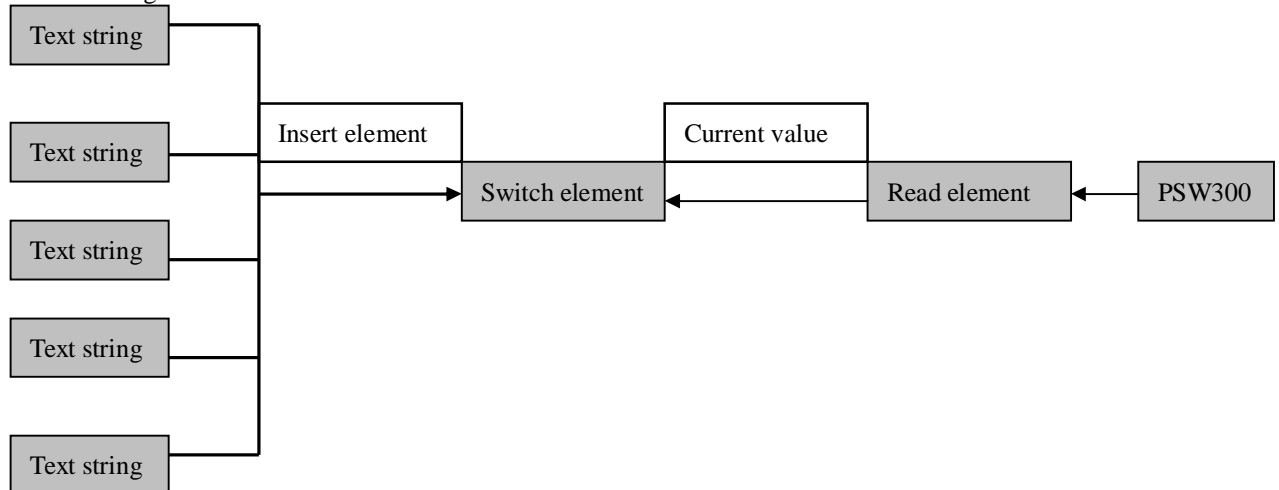 Text string
Insert element
Current value
Text string
Switch element
Read element
PSW300
Text string
Text string
Text string